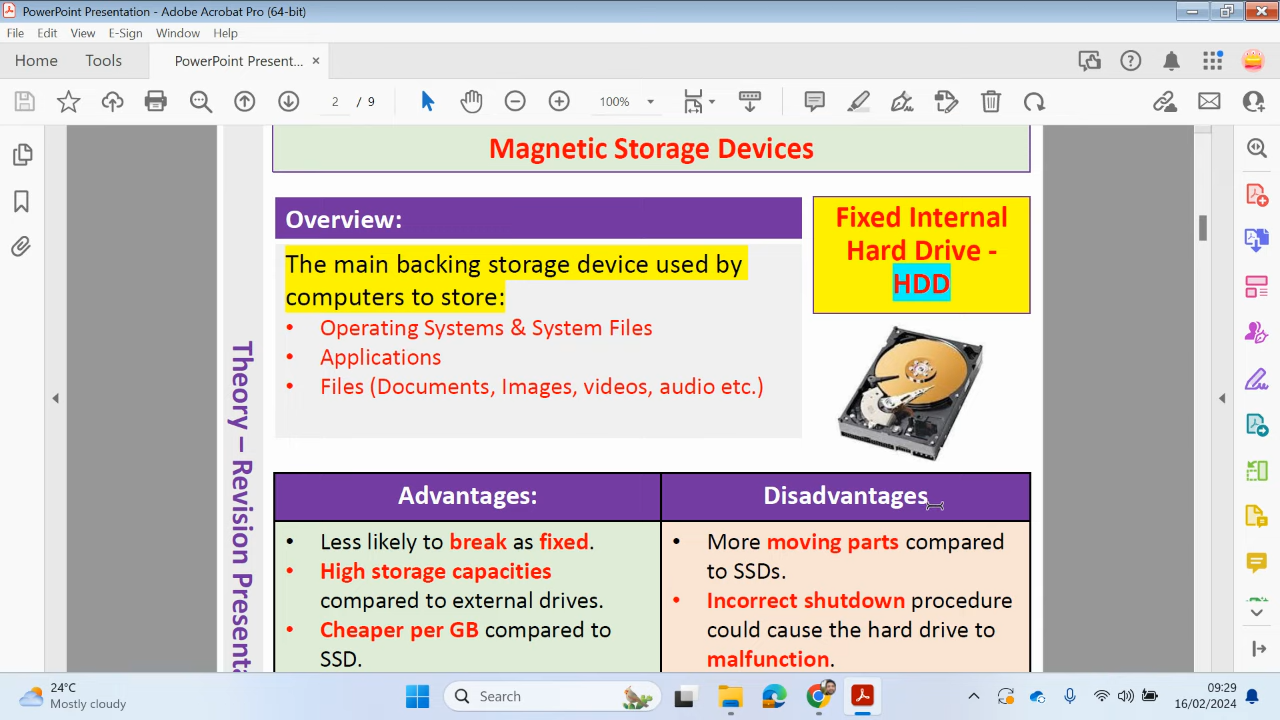 PowerPoint Presentation - Adobe Acrobat Pro (64-bit)
File Edit View E-Sign Window Help
Home Tools PowerPoint Present... ×
2 / 9 100%
Magnetic Storage Devices
Overview:
The main backing storage device used by
computers to store:
• Operating Systems & System Files
• Applications
• Files (Documents, Images, videos, audio etc.)
Fixed Internal
Hard Drive -
HDD
Theory – Revision Present
Advantages:
• Less likely to break as fixed.
• High storage capacities
compared to external drives.
• Cheaper per GB compared to
SSD.
Disadvantages
• More moving parts compared
to SSDs.
• Incorrect shutdown procedure
could cause the hard drive to
malfunction.
24°C
Mostly cloudy
Search
09:29
16/02/2024